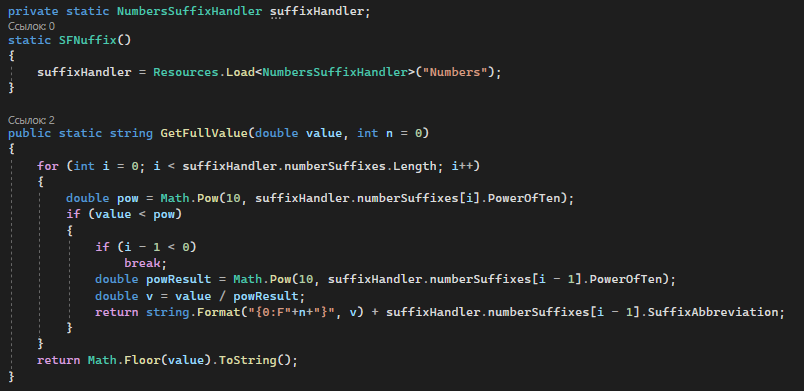 private static NumbersSuffixHandler suffixHandler;
Ссылок: 0
static SFNuffix()
{
suffixHandler = Resources.Load<NumbersSuffixHandler>("Numbers");
}
Ссылок: 2
public static string GetFullValue(double value, int n = 0)
{
for (int i = 0; i < suffixHandler.numberSuffixes.Length; i++)
{
double pow = Math.Pow(10, suffixHandler.numberSuffixes[i].PowerOfTen);
if (value < pow)
{
if (i - 1 < 0)
break;
double powResult = Math.Pow(10, suffixHandler.numberSuffixes[i - 1].PowerOfTen);
double v = value / powResult;
return string.Format("{0:F"+n+"}", v) + suffixHandler.numberSuffixes[i - 1].SuffixAbbreviation;
}
}
return Math.Floor(value).ToString();
}